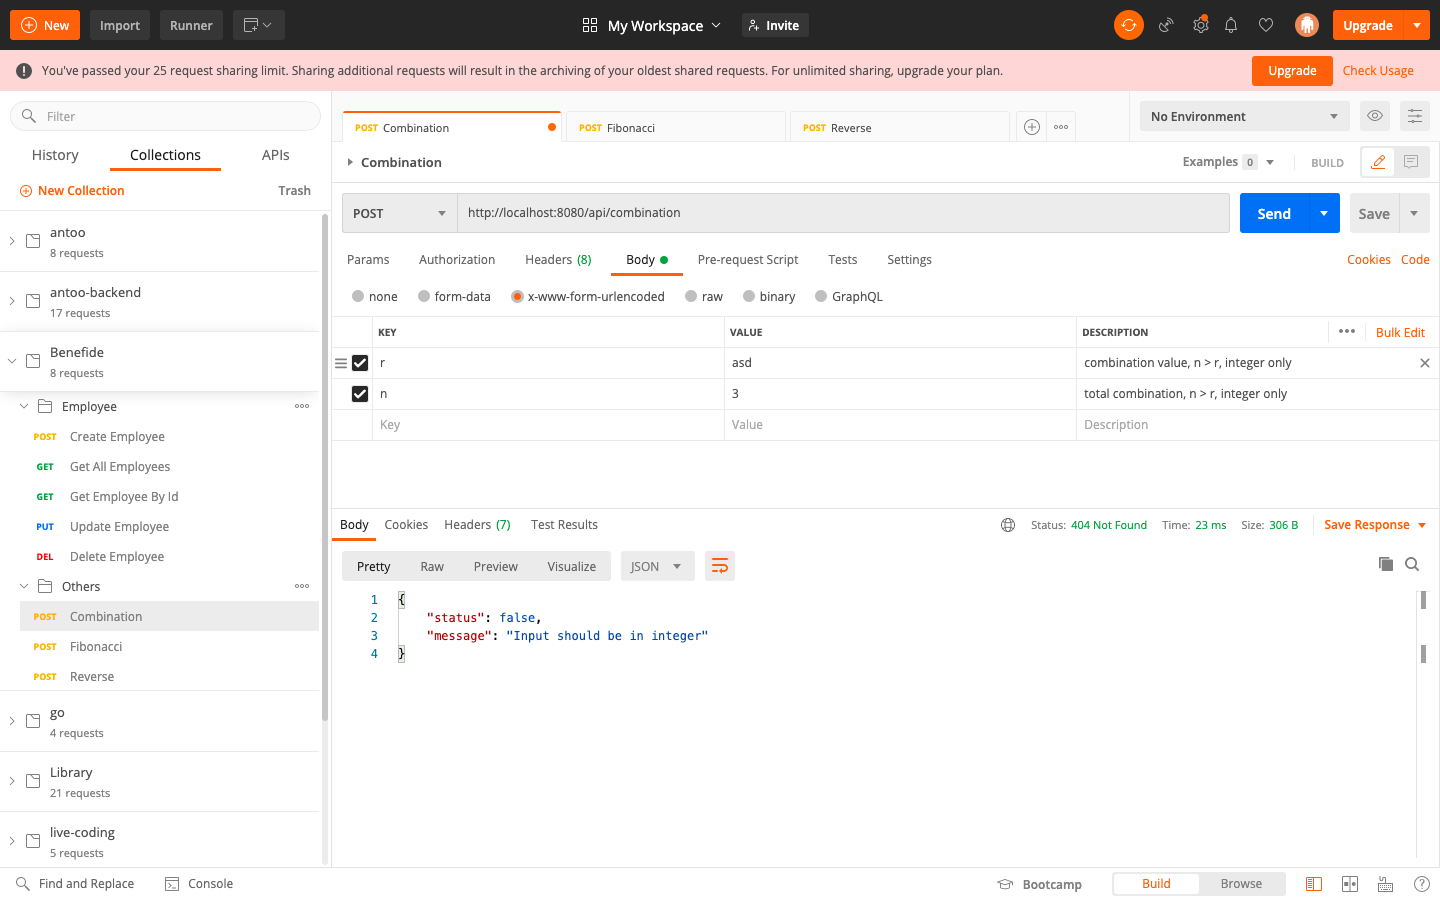 New Import Runner My Workspace Invite Upgrade
You've passed your 25 request sharing limit. Sharing additional requests will result in the archiving of your oldest shared requests. For unlimited sharing, upgrade your plan. Upgrade Check Usage
Filter
History Collections APIs
New Collection Trash
antoo
8 requests
antoo-backend
17 requests
Benefide
8 requests
Employee
POST Create Employee
GET Get All Employees
GET Get Employee By Id
PUT Update Employee
DEL Delete Employee
Others
POST Combination
POST Fibonacci
POST Reverse
go
4 requests
Library
21 requests
live-coding
5 requests
POST Combination POST Fibonacci POST Reverse No Environment
Combination Examples 0 BUILD
POST http://localhost:8080/api/combination Send Save
Params Authorization Headers (8) Body Pre-request Script Tests Settings Cookies Code
none form-data x-www-form-urlencoded raw binary GraphQL
KEY VALUE DESCRIPTION Bulk Edit
r asd combination value, n > r, integer only
n 3 total combination, n > r, integer only
Key Value Description
Body Cookies Headers (7) Test Results Status: 404 Not Found Time: 23 ms Size: 306 B Save Response
Pretty Raw Preview Visualize JSON
1 {
2 "status": false,
3 "message": "Input should be in integer"
4 }
Find and Replace Console Bootcamp Build Browse